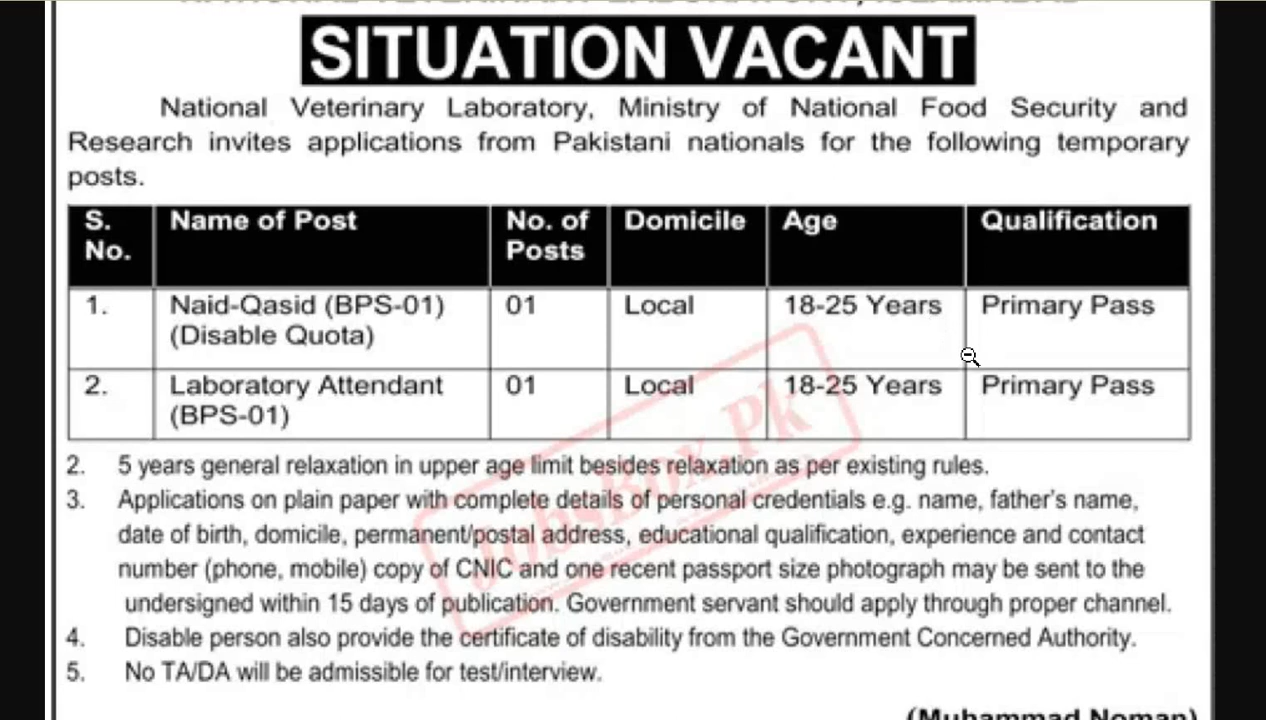 NATIONAL VETERINARY LABORATORY, ISLAMABAD
SITUATION VACANT
National Veterinary Laboratory, Ministry of National Food Security and
Research invites applications from Pakistani nationals for the following temporary
posts.
S. No. Name of Post No. of Posts Domicile Age Qualification
1. Naid-Qasid (BPS-01) (Disable Quota) 01 Local 18-25 Years Primary Pass
2. Laboratory Attendant (BPS-01) 01 Local 18-25 Years Primary Pass
2. 5 years general relaxation in upper age limit besides relaxation as per existing rules.
3. Applications on plain paper with complete details of personal credentials e.g. name, father's name,
date of birth, domicile, permanent/postal address, educational qualification, experience and contact
number (phone, mobile) copy of CNIC and one recent passport size photograph may be sent to the
undersigned within 15 days of publication. Government servant should apply through proper channel.
4. Disable person also provide the certificate of disability from the Government Concerned Authority.
5. No TA/DA will be admissible for test/interview.
(Muhammad Noman)
JobsBox.Pk